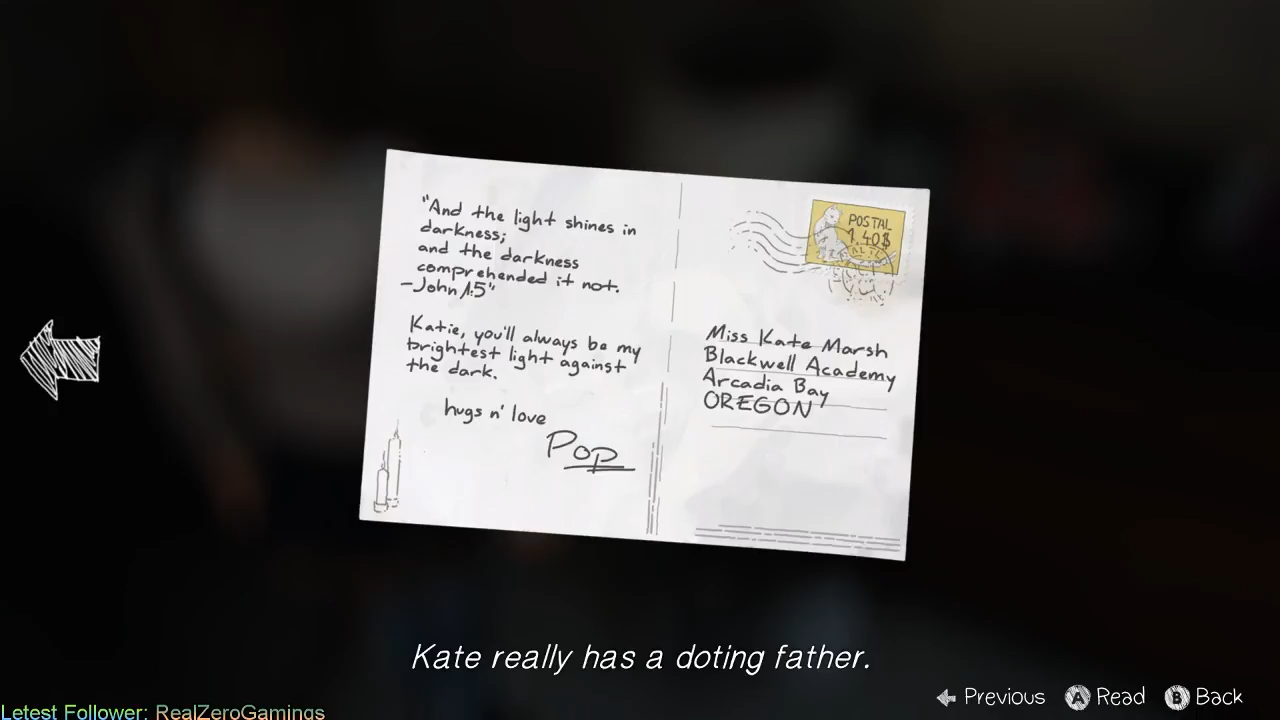 "And the light shines in
darkness;
and the darkness
comprehended it not.
-John 1:5"
Katie, you'll always be my
brightest light against
the dark.
hugs n' love
Pop
POSTAL
1.40$
Miss Kate Marsh
Blackwell Academy
Arcadia Bay
OREGON
Kate really has a doting father.
Previous
A Read
B Back
Letest Follower: RealZeroGamings